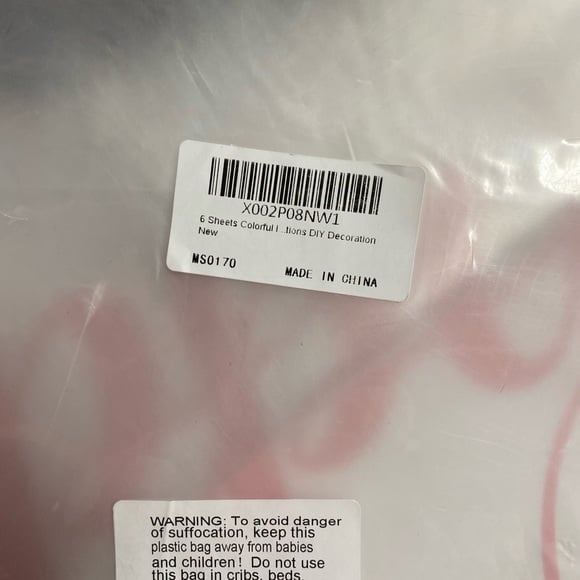 X002P08NW1
6 Sheets Colorful I...tions DIY Decoration
New
MS0170 MADE IN CHINA
WARNING: To avoid danger
of suffocation, keep this
plastic bag away from babies
and children! Do not use
this bag in cribs, beds,